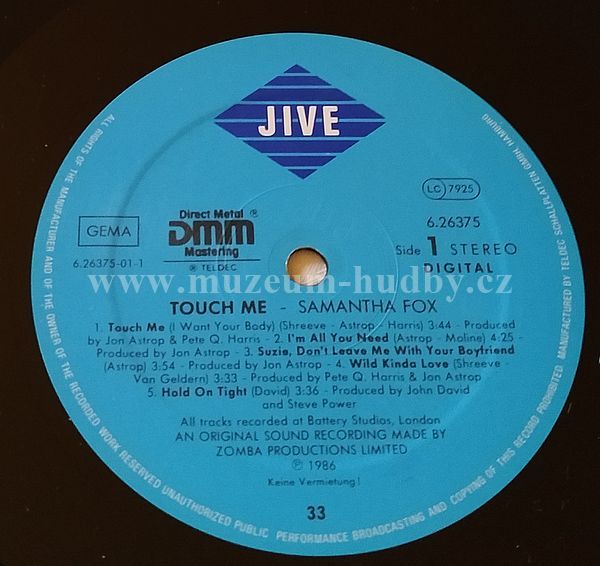 JIVE
LC 7925
GEMA
6.26375-01-1
Direct Metal ®
DMM
Mastering
℗ TELDEC
6.26375
Side 1 STEREO
DIGITAL
www.muzeum-hudby.cz
TOUCH ME - SAMANTHA FOX
1. Touch Me (I Want Your Body) (Shreeve - Astrop - Harris) 3:44 - Produced
by Jon Astrop & Pete Q. Harris - 2. I'm All You Need (Astrop - Moline) 4:25 -
Produced by Jon Astrop - 3. Suzie, Don't Leave Me With Your Boyfriend
(Astrop) 3:54 - Produced by Jon Astrop - 4. Wild Kinda Love (Shreeve -
Van Geldern) 3:33 - Produced by Pete Q. Harris & Jon Astrop
5. Hold On Tight (David) 3:36 - Produced by John David
and Steve Power
All tracks recorded at Battery Studios, London
AN ORIGINAL SOUND RECORDING MADE BY
ZOMBA PRODUCTIONS LIMITED
℗ 1986
Keine Vermietung!
33
ALL RIGHTS OF THE MANUFACTURER AND OF THE OWNER OF THE RECORDED WORK RESERVED UNAUTHORIZED PUBLIC PERFORMANCE BROADCASTING AND COPYING OF THIS RECORD PROHIBITED. MANUFACTURED BY TELDEC SCHALLPLATTEN GMBH, HAMBURG